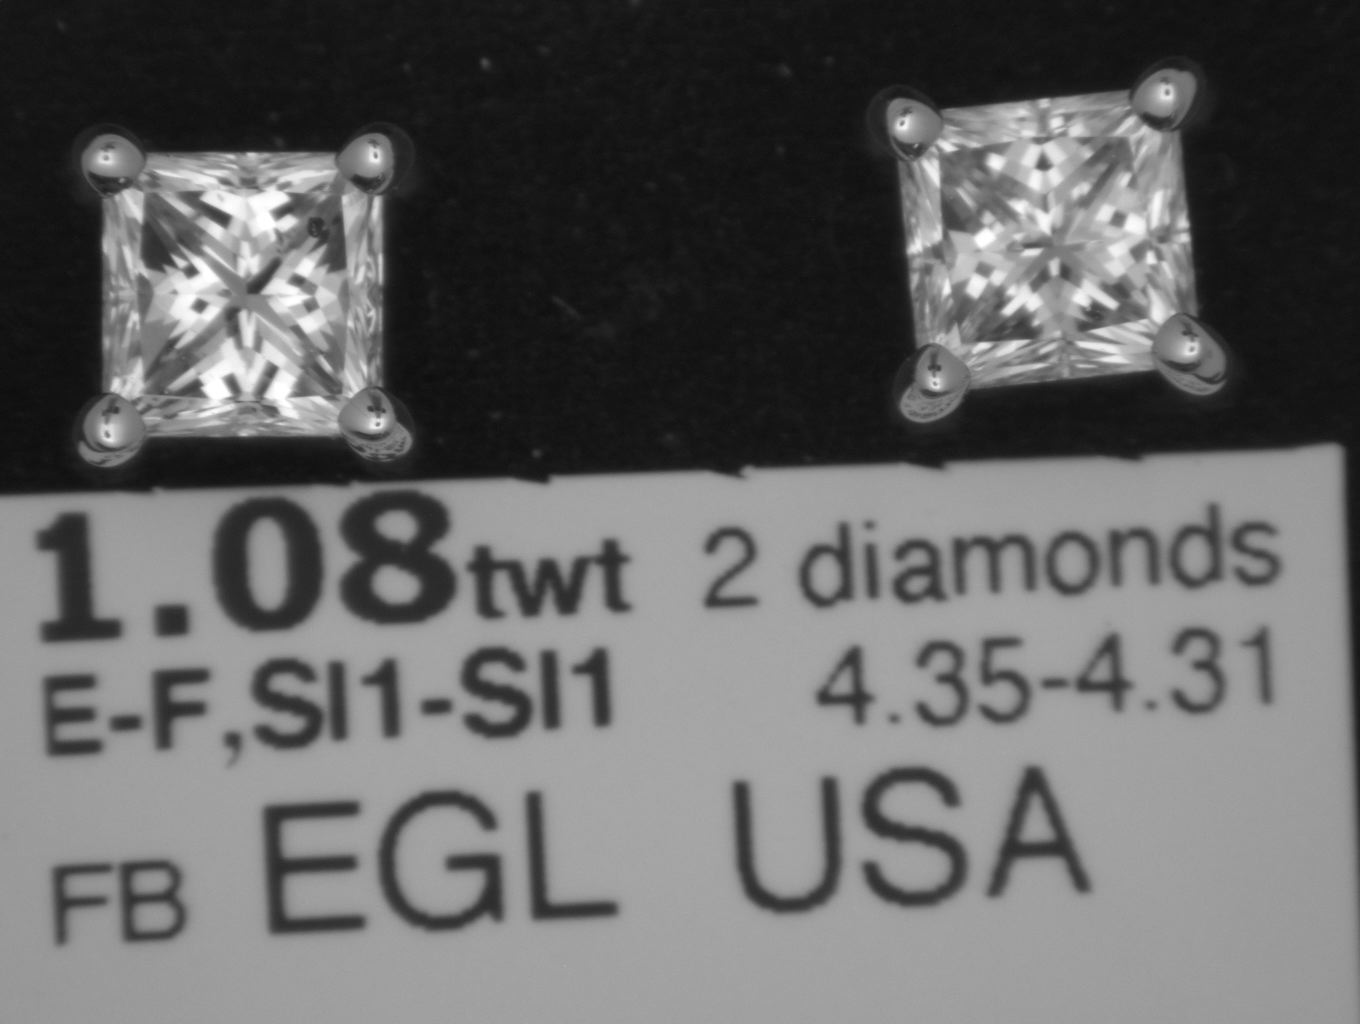 1.08twt 2 diamonds
E-F,SI1-SI1 4.35-4.31
FB EGL USA